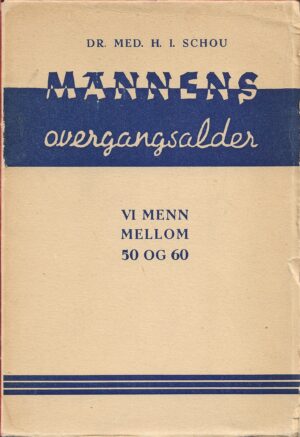 DR. MED. H. I. SCHOU
MANNENS
overgangsalder
VI MENN
MELLOM
50 OG 60